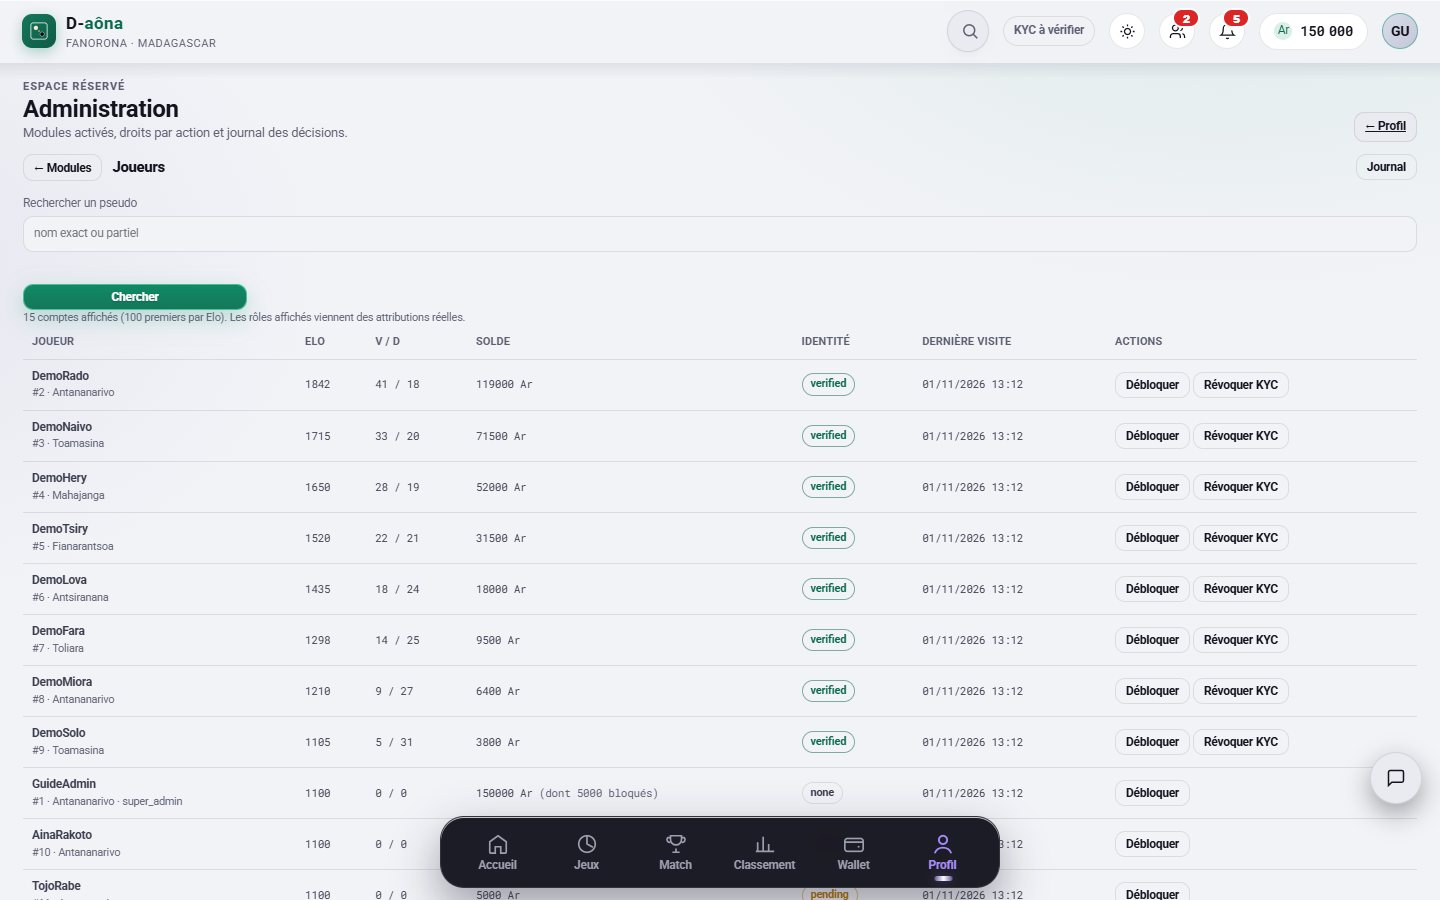 D-aôna
FANORONA · MADAGASCAR
KYC à vérifier
2
5
Ar 150 000
GU
ESPACE RÉSERVÉ
Administration
Modules activés, droits par action et journal des décisions.
← Profil
← Modules
Joueurs
Journal
Rechercher un pseudo
nom exact ou partiel
Chercher
15 comptes affichés (100 premiers par Elo). Les rôles affichés viennent des attributions réelles.
JOUEUR ELO V / D SOLDE IDENTITÉ DERNIÈRE VISITE ACTIONS
DemoRado
#2 · Antananarivo
1842 41 / 18 119000 Ar verified 01/11/2026 13:12 Débloquer Révoquer KYC
DemoNaivo
#3 · Toamasina
1715 33 / 20 71500 Ar verified 01/11/2026 13:12 Débloquer Révoquer KYC
DemoHery
#4 · Mahajanga
1650 28 / 19 52000 Ar verified 01/11/2026 13:12 Débloquer Révoquer KYC
DemoTsiry
#5 · Fianarantsoa
1520 22 / 21 31500 Ar verified 01/11/2026 13:12 Débloquer Révoquer KYC
DemoLova
#6 · Antsiranana
1435 18 / 24 18000 Ar verified 01/11/2026 13:12 Débloquer Révoquer KYC
DemoFara
#7 · Toliara
1298 14 / 25 9500 Ar verified 01/11/2026 13:12 Débloquer Révoquer KYC
DemoMiora
#8 · Antananarivo
1210 9 / 27 6400 Ar verified 01/11/2026 13:12 Débloquer Révoquer KYC
DemoSolo
#9 · Toamasina
1105 5 / 31 3800 Ar verified 01/11/2026 13:12 Débloquer Révoquer KYC
GuideAdmin
#1 · Antananarivo · super_admin
1100 0 / 0 150000 Ar (dont 5000 bloqués) none 01/11/2026 13:12 Débloquer
AinaRakoto
#10 · Antananarivo
1100 0 / 0 3:12 Débloquer
TojoRabe
1100 0 / 0 5000 Ar pending 01/11/2026 13:12 Débloquer
Accueil Jeux Match Classement Wallet Profil